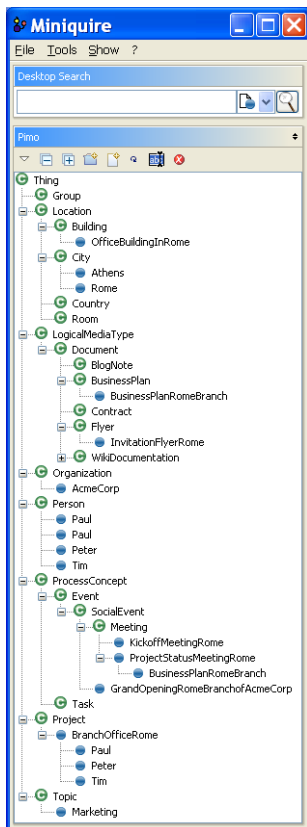 Miniquire
File Tools Show ?
Desktop Search
Pimo
Thing
Group
Location
Building
OfficeBuildingInRome
City
Athens
Rome
Country
Room
LogicalMediaType
Document
BlogNote
BusinessPlan
BusinessPlanRomeBranch
Contract
Flyer
InvitationFlyerRome
WikiDocumentation
Organization
AcmeCorp
Person
Paul
Paul
Peter
Tim
ProcessConcept
Event
SocialEvent
Meeting
KickoffMeetingRome
ProjectStatusMeetingRome
BusinessPlanRomeBranch
GrandOpeningRomeBranchofAcmeCorp
Task
Project
BranchOfficeRome
Paul
Peter
Tim
Topic
Marketing